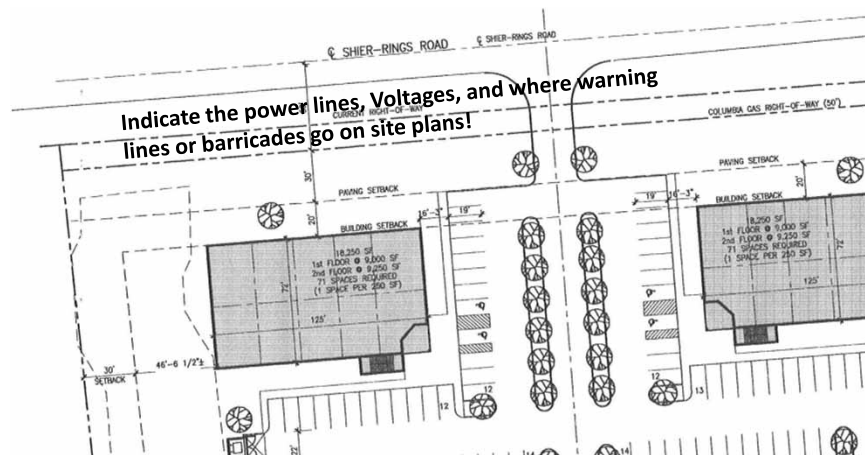 ℄ SHIER-RINGS ROAD
℄ SHIER-RINGS ROAD
Indicate the power lines, Voltages, and where warning
lines or barricades go on site plans!
CURRENT RIGHT-OF-WAY
COLUMBIA GAS RIGHT-OF-WAY (50')
30'
PAVING SETBACK
PAVING SETBACK
20'
20'
16'-3"
19'
19'
16'-3"
BUILDING SETBACK
BUILDING SETBACK
18,250 SF
1st FLOOR @ 9,000 SF
2nd FLOOR @ 9,250 SF
71 SPACES REQUIRED
(1 SPACE PER 250 SF)
72'
125'
18,250 SF
1st FLOOR @ 9,000 SF
2nd FLOOR @ 9,250 SF
71 SPACES REQUIRED
(1 SPACE PER 250 SF)
72'
125'
30'
SETBACK
46'-6 1/2"±
12
12
12
13
22'
14
14